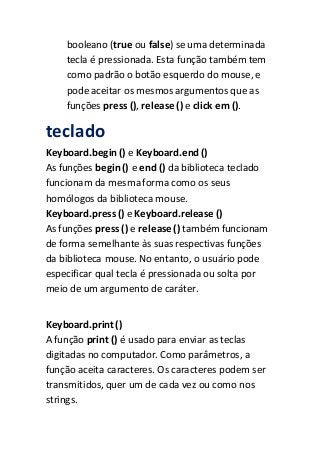 booleano (true ou false) se uma determinada
tecla é pressionada. Esta função também tem
como padrão o botão esquerdo do mouse, e
pode aceitar os mesmos argumentos que as
funções press (), release () e click em ().
teclado
Keyboard.begin () e Keyboard.end ()
As funções begin () e end () da biblioteca teclado
funcionam da mesma forma como os seus
homólogos da biblioteca mouse.
Keyboard.press () e Keyboard.release ()
As funções press () e release () também funcionam
de forma semelhante às suas respectivas funções
da biblioteca mouse. No entanto, o usuário pode
especificar qual tecla é pressionada ou solta por
meio de um argumento de caráter.
Keyboard.print ()
A função print () é usado para enviar as teclas
digitadas no computador. Como parâmetros, a
função aceita caracteres. Os caracteres podem ser
transmitidos, quer um de cada vez ou como nos
strings.